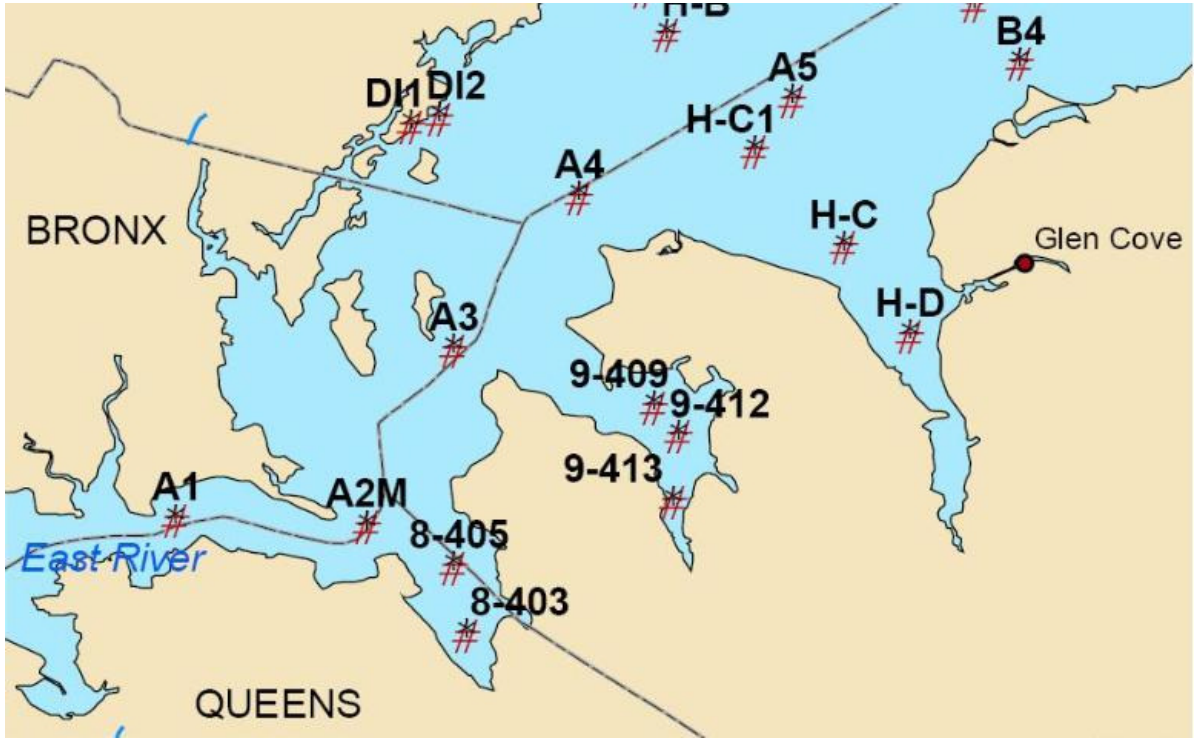 H-B
B4
DI1
DI2
A5
H-C1
A4
BRONX
H-C
Glen Cove
A3
H-D
9-409
9-412
9-413
A1
A2M
8-405
East River
8-403
QUEENS